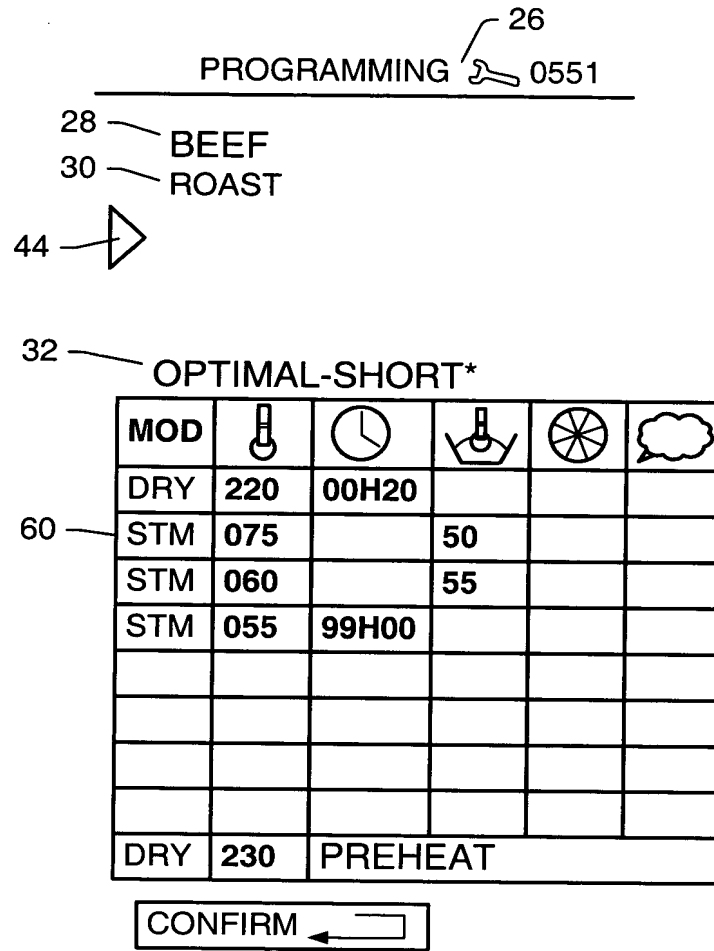 26
PROGRAMMING 0551
28
BEEF
30
ROAST
44
32
OPTIMAL-SHORT*
MOD
DRY 220 00H20
60
STM 075 50
STM 060 55
STM 055 99H00
DRY 230 PREHEAT
CONFIRM